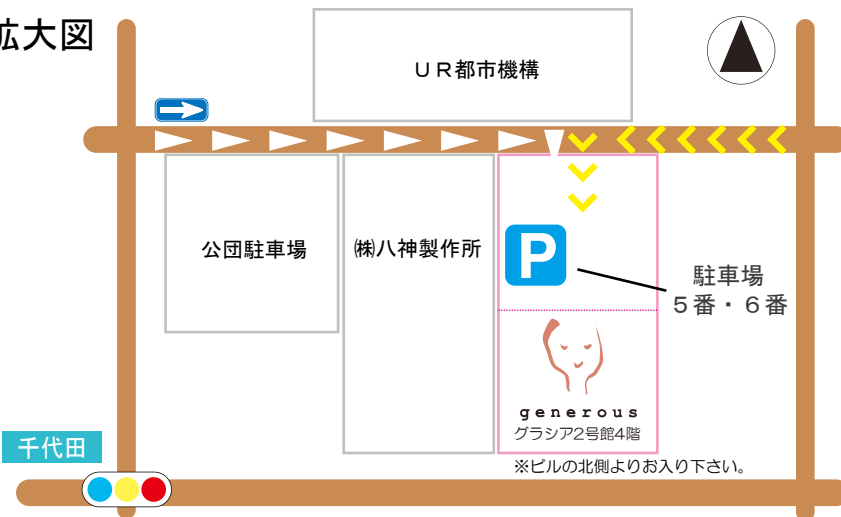 拡大図
ＵＲ都市機構
公団駐車場
㈱八神製作所
P
駐車場
５番・６番
generous
グラシア2号館4階
千代田
※ビルの北側よりお入り下さい。